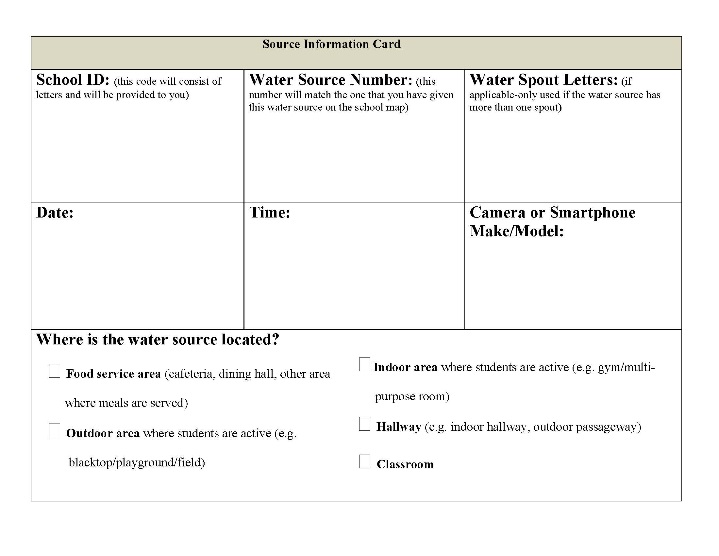 Source Information Card
School ID: (this code will consist of
letters and will be provided to you)
Water Source Number: (this
number will match the one that you have given
this water source on the school map)
Water Spout Letters: (if
applicable-only used if the water source has
more than one spout)
Date:
Time:
Camera or Smartphone
Make/Model:
Where is the water source located?
Food service area (cafeteria, dining hall, other area
where meals are served)
Outdoor area where students are active (e.g.
blacktop/playground/field)
Indoor area where students are active (e.g. gym/multi-
purpose room)
Hallway (e.g. indoor hallway, outdoor passageway)
Classroom